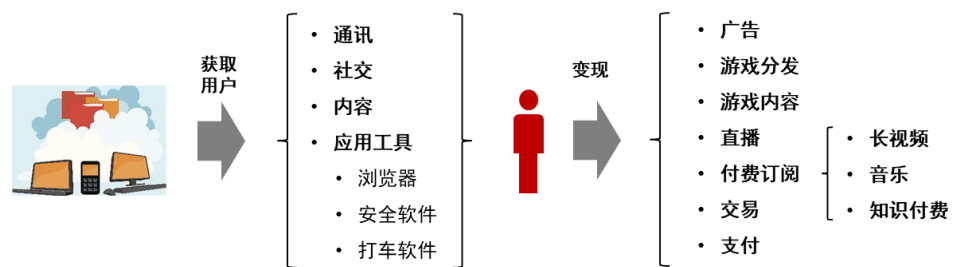 获取
用户
• 通讯
• 社交
• 内容
• 应用工具
• 浏览器
• 安全软件
• 打车软件
变现
• 广告
• 游戏分发
• 游戏内容
• 直播
• 付费订阅
• 交易
• 支付
• 长视频
• 音乐
• 知识付费